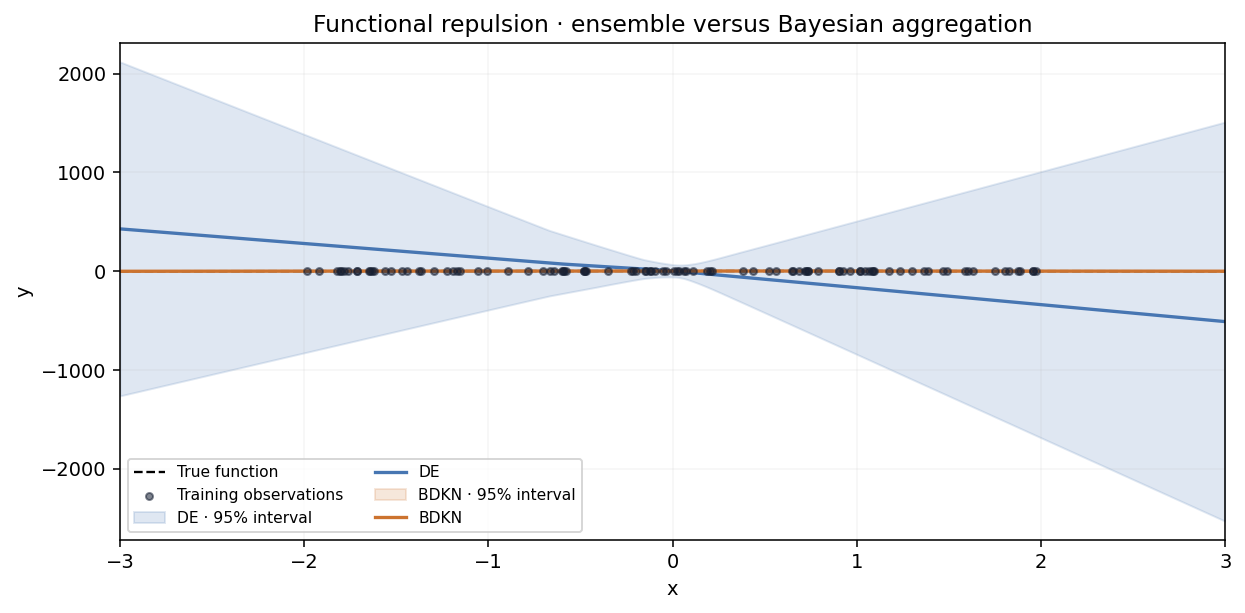 Functional repulsion · ensemble versus Bayesian aggregation
2000
1000
0
−1000
−2000
y
True function
Training observations
DE · 95% interval
DE
BDKN · 95% interval
BDKN
−3
−2
−1
0
1
2
3
x